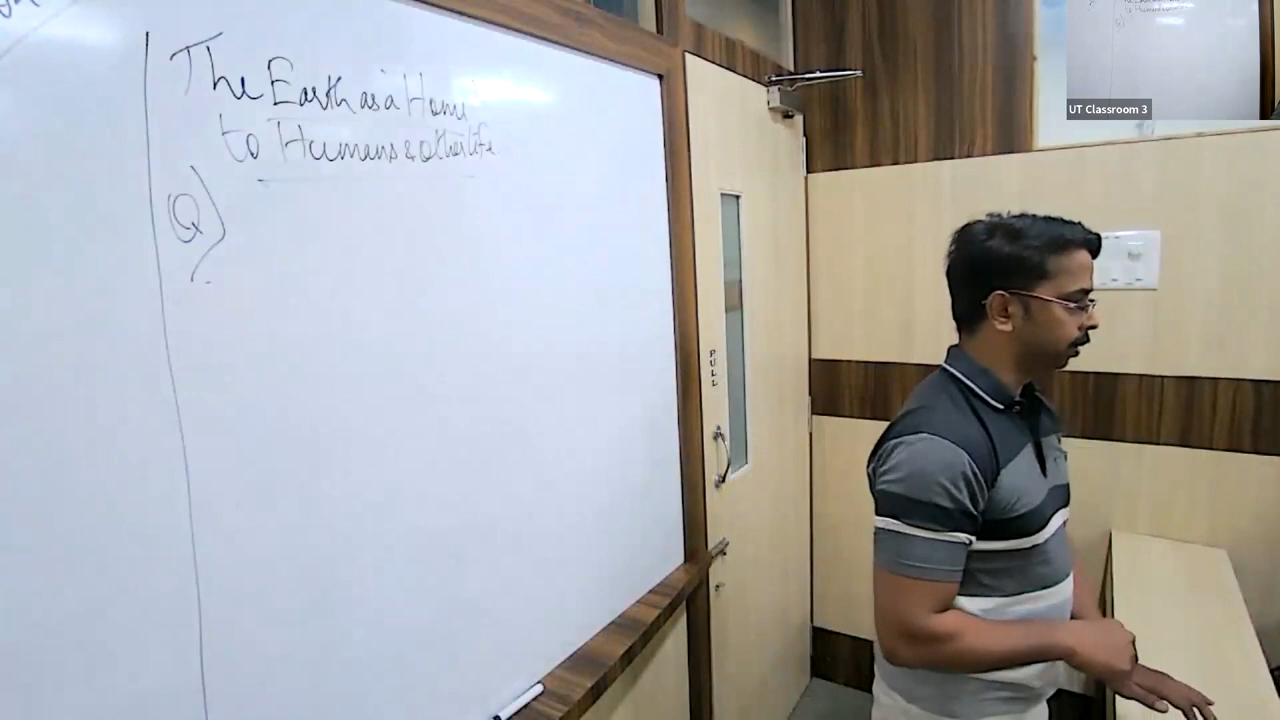 The Earth as a Home
to Humans & other life
Q)
PULL
UT Classroom 3